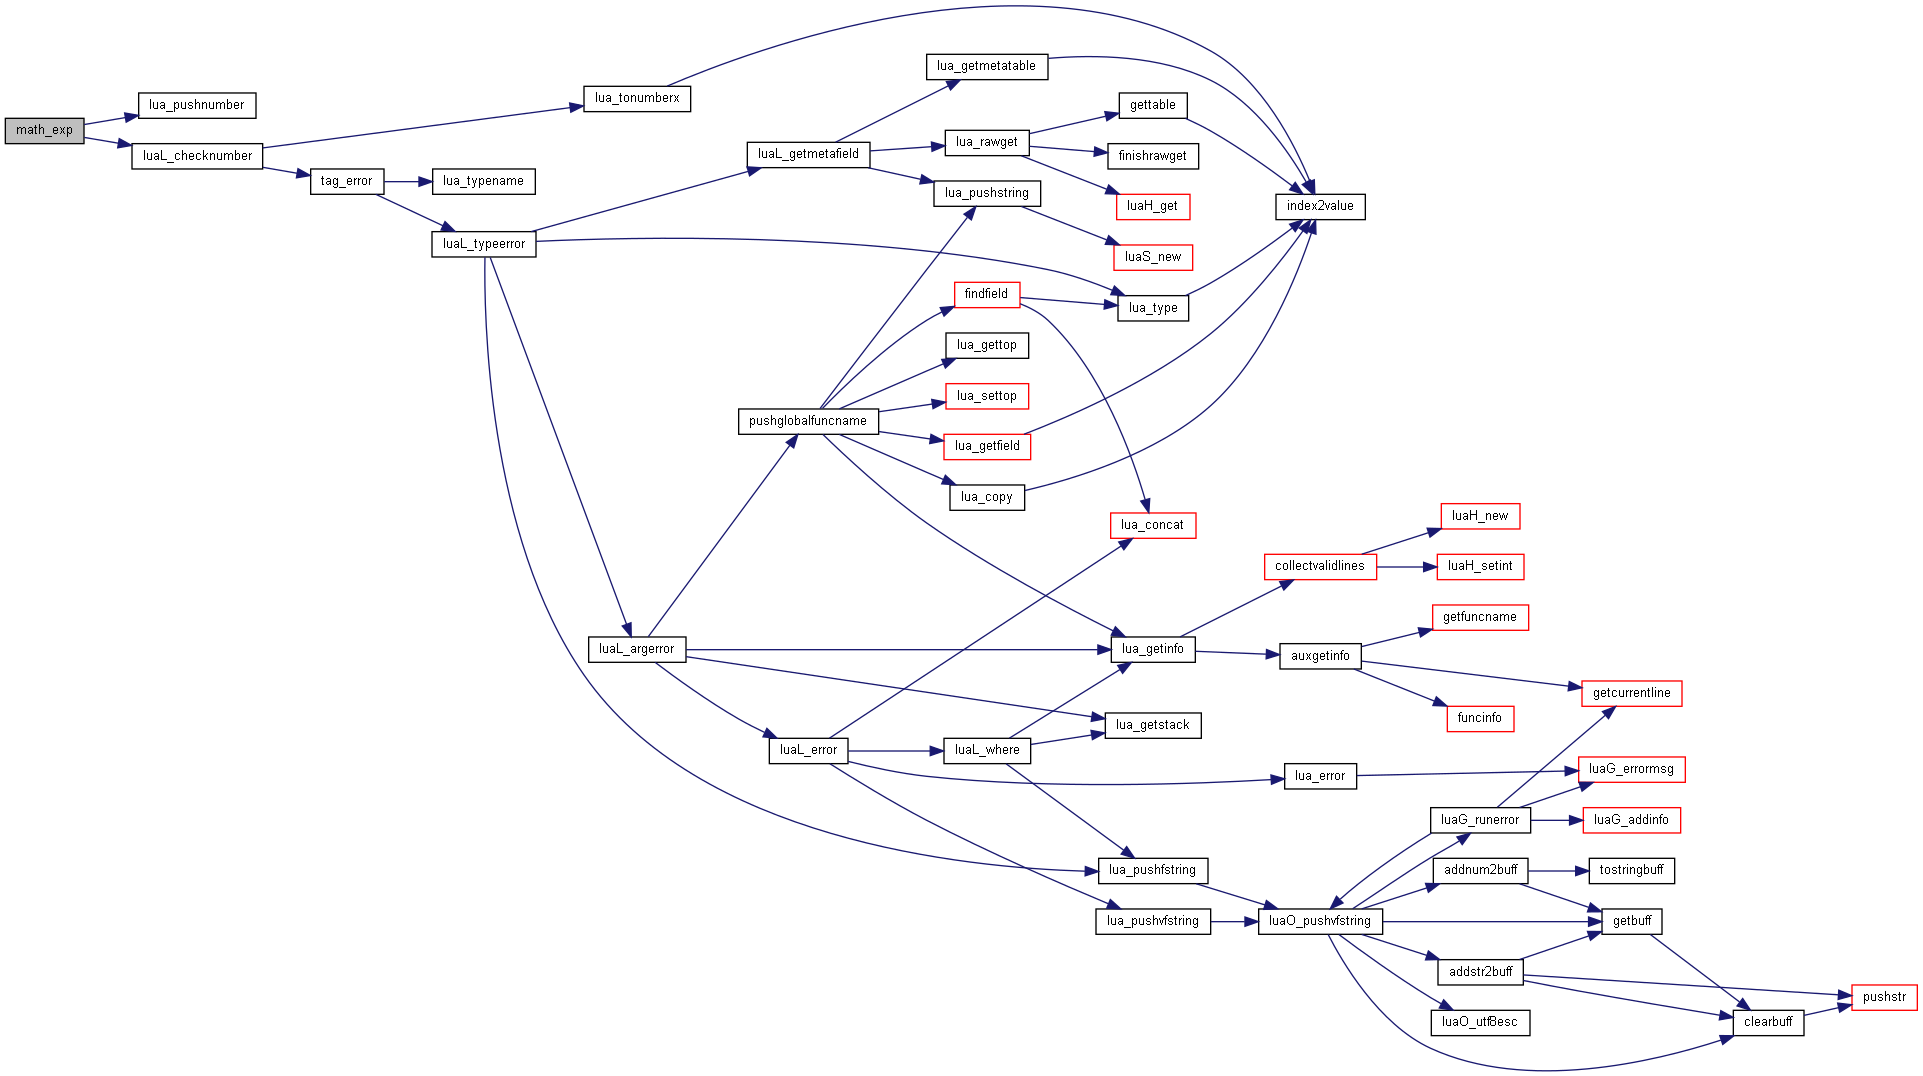 math_exp
lua_pushnumber
luaL_checknumber
lua_tonumberx
tag_error
lua_typename
luaL_typeerror
luaL_getmetafield
lua_getmetatable
lua_rawget
lua_pushstring
gettable
finishrawget
luaH_get
luaS_new
index2value
lua_type
findfield
lua_gettop
lua_settop
lua_getfield
lua_copy
pushglobalfuncname
lua_concat
luaL_argerror
lua_getinfo
collectvalidlines
luaH_new
luaH_setint
auxgetinfo
getfuncname
getcurrentline
funcinfo
lua_getstack
luaL_error
luaL_where
lua_error
luaG_errormsg
luaG_runerror
luaG_addinfo
lua_pushfstring
lua_pushvfstring
luaO_pushvfstring
addnum2buff
tostringbuff
getbuff
addstr2buff
luaO_utf8esc
clearbuff
pushstr